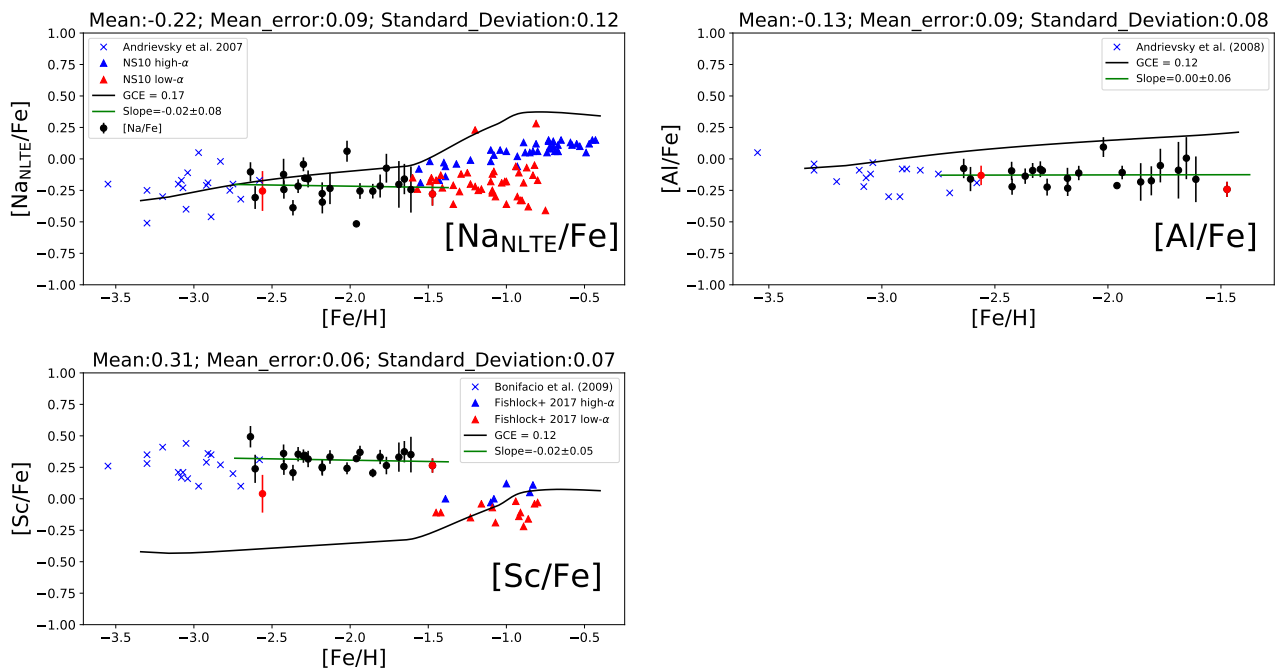 Mean:-0.22; Mean_error:0.09; Standard_Deviation:0.12
1.00
0.75
0.50
0.25
0.00
−0.25
−0.50
−0.75
−1.00
[Na_NLTE/Fe]
Andrievsky et al. 2007
NS10 high-α
NS10 low-α
GCE = 0.17
Slope=-0.02±0.08
[Na/Fe]
[Na_NLTE/Fe]
−3.5 −3.0 −2.5 −2.0 −1.5 −1.0 −0.5
[Fe/H]
Mean:-0.13; Mean_error:0.09; Standard_Deviation:0.08
1.00
0.75
0.50
0.25
0.00
−0.25
−0.50
−0.75
−1.00
[Al/Fe]
Andrievsky et al. (2008)
GCE = 0.12
Slope=0.00±0.06
[Al/Fe]
−3.5 −3.0 −2.5 −2.0 −1.5
[Fe/H]
Mean:0.31; Mean_error:0.06; Standard_Deviation:0.07
1.00
0.75
0.50
0.25
0.00
−0.25
−0.50
−0.75
−1.00
[Sc/Fe]
Bonifacio et al. (2009)
Fishlock+ 2017 high-α
Fishlock+ 2017 low-α
GCE = 0.12
Slope=-0.02±0.05
[Sc/Fe]
−3.5 −3.0 −2.5 −2.0 −1.5 −1.0 −0.5
[Fe/H]